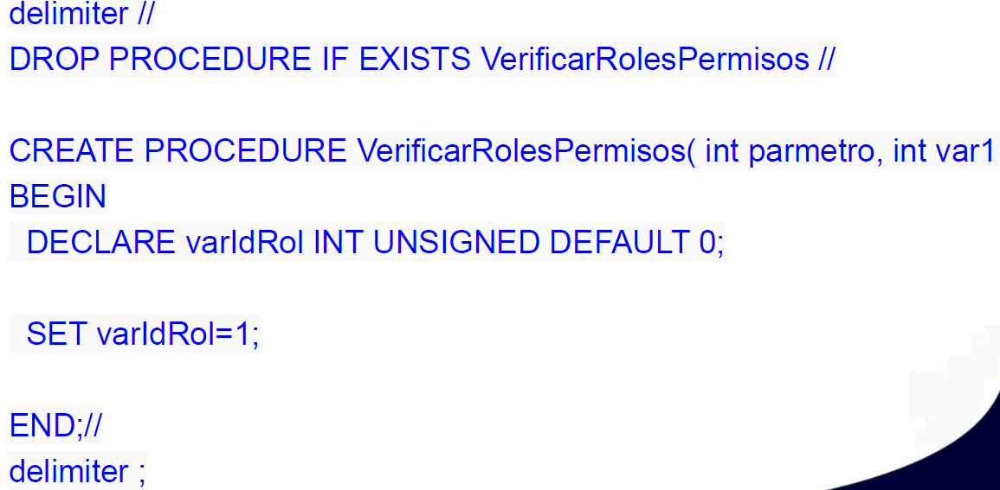 delimiter //
DROP PROCEDURE IF EXISTS VerificarRolesPermisos //
CREATE PROCEDURE VerificarRolesPermisos( int parmetro, int var1
BEGIN
DECLARE varIdRol INT UNSIGNED DEFAULT 0;
SET varIdRol=1;
END;//
delimiter ;